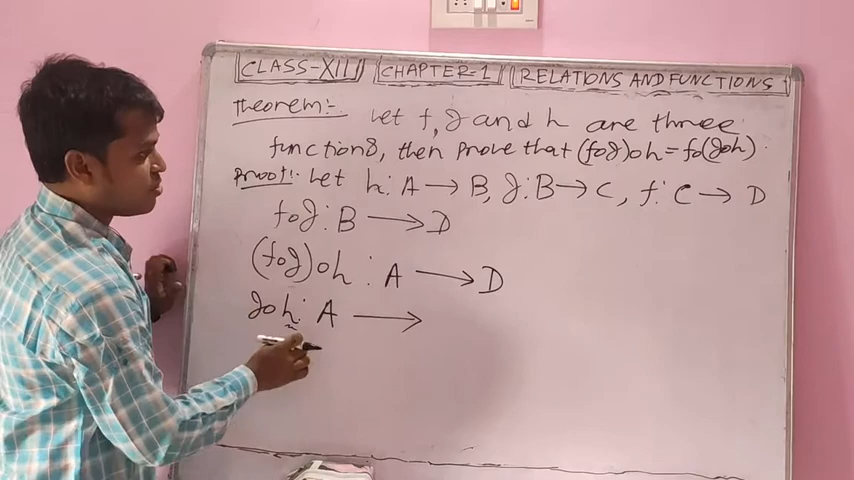 CLASS-XII CHAPTER-1 RELATIONS AND FUNCTIONS
Theorem:- Let f, g and h are three
functions, then prove that (fog)oh = fo(goh).
Proof:- Let h: A → B, g: B → C, f: C → D
fog: B → D
(fog)oh : A → D
goh: A →